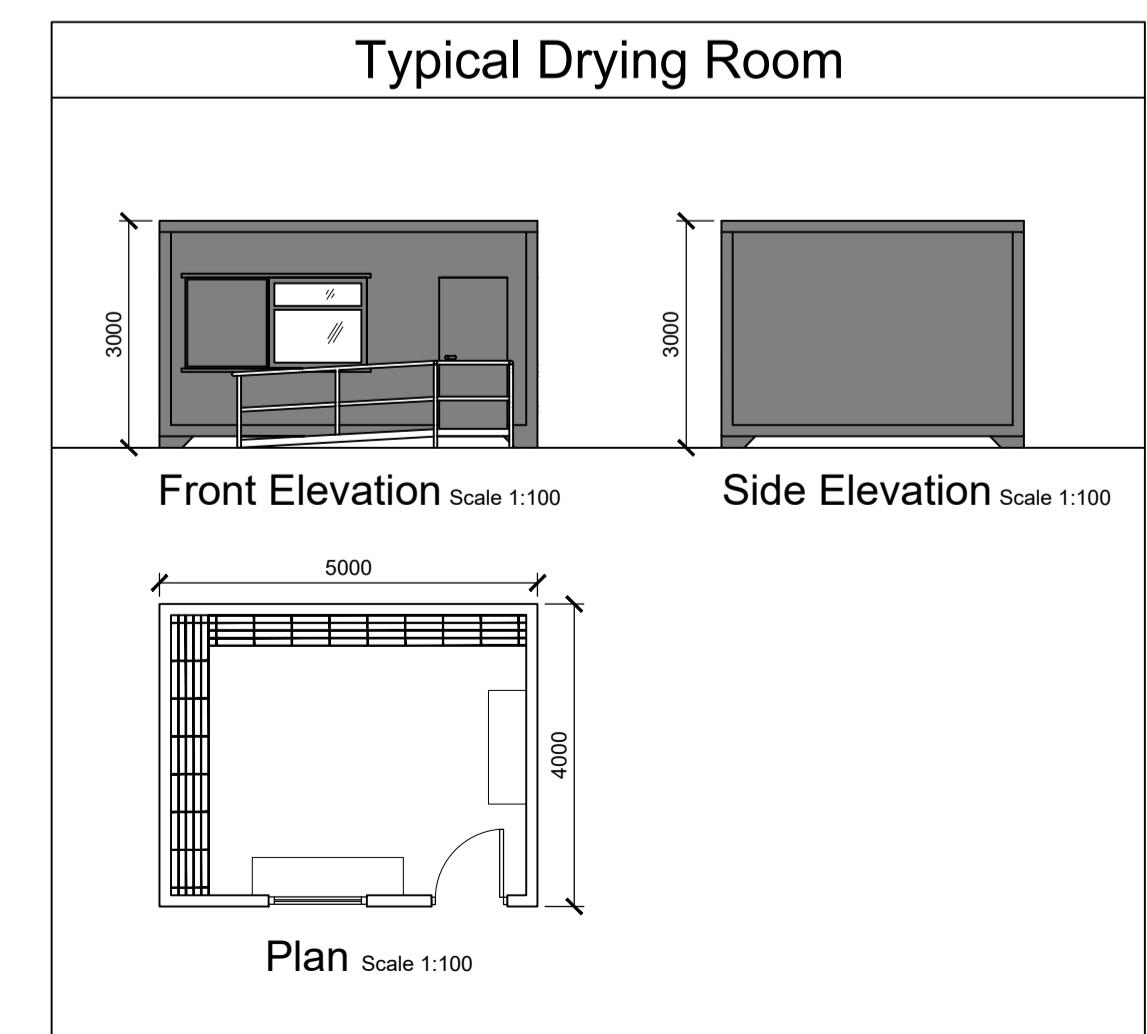 Typical Drying Room
3000
3000
Front Elevation Scale 1:100
Side Elevation Scale 1:100
5000
4000
Plan Scale 1:100